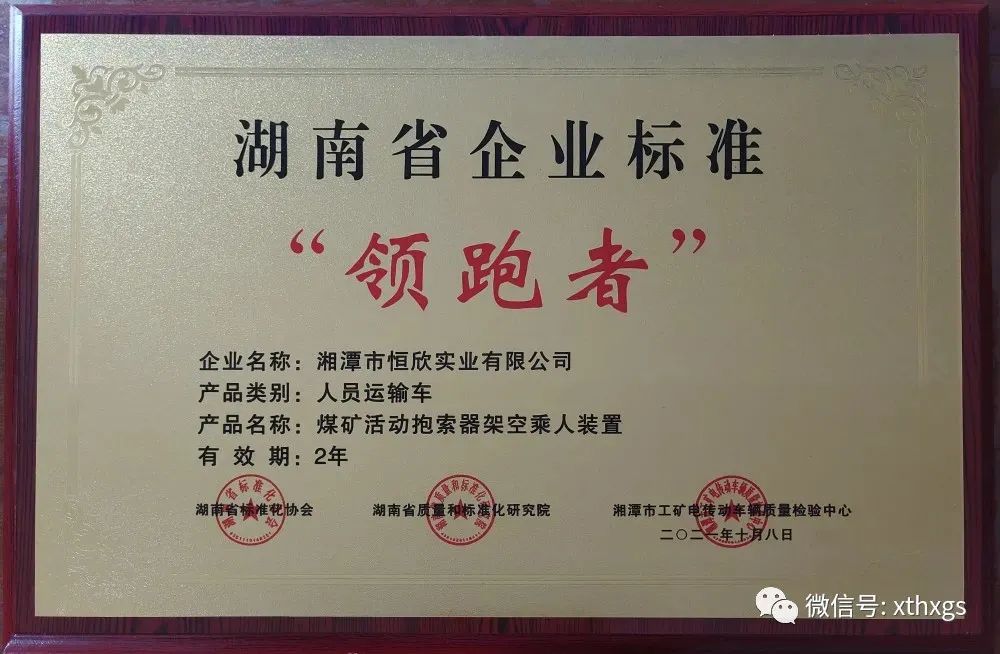 湖南省企业标准
“领跑者”
企业名称：湘潭市恒欣实业有限公司
产品类别：人员运输车
产品名称：煤矿活动抱索器架空乘人装置
有 效 期：2年
湖南省标准化协会 湖南省质量和标准化研究院 湘潭市工矿电传动车辆质量检验中心
二〇二一年十月八日
微信号: xthxgs